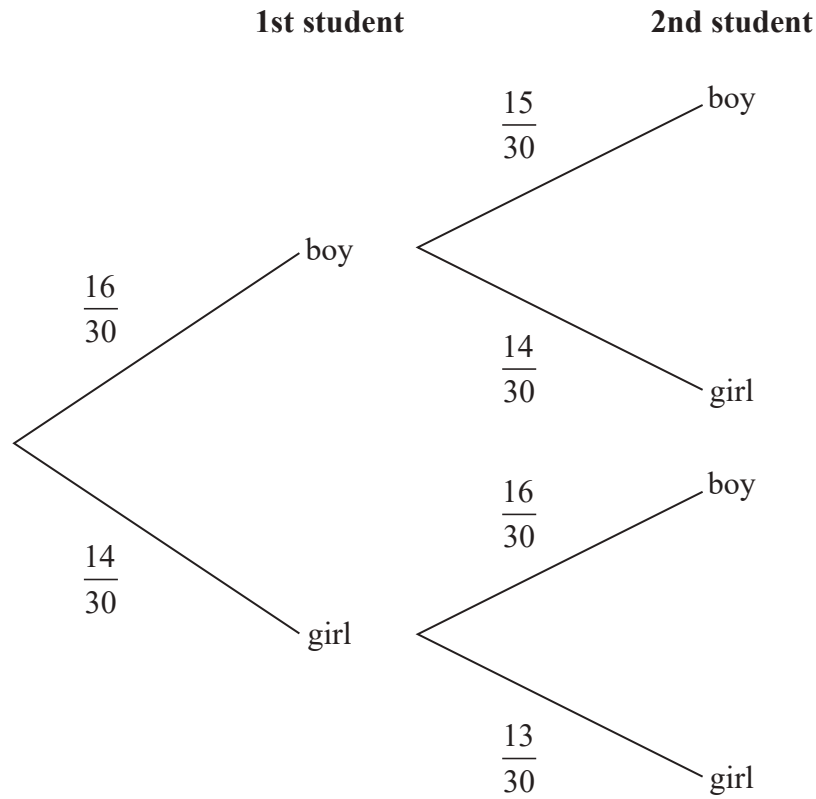 1st student 2nd student
15/30 boy
boy
16/30
14/30
girl
boy
16/30
14/30
girl
13/30
girl